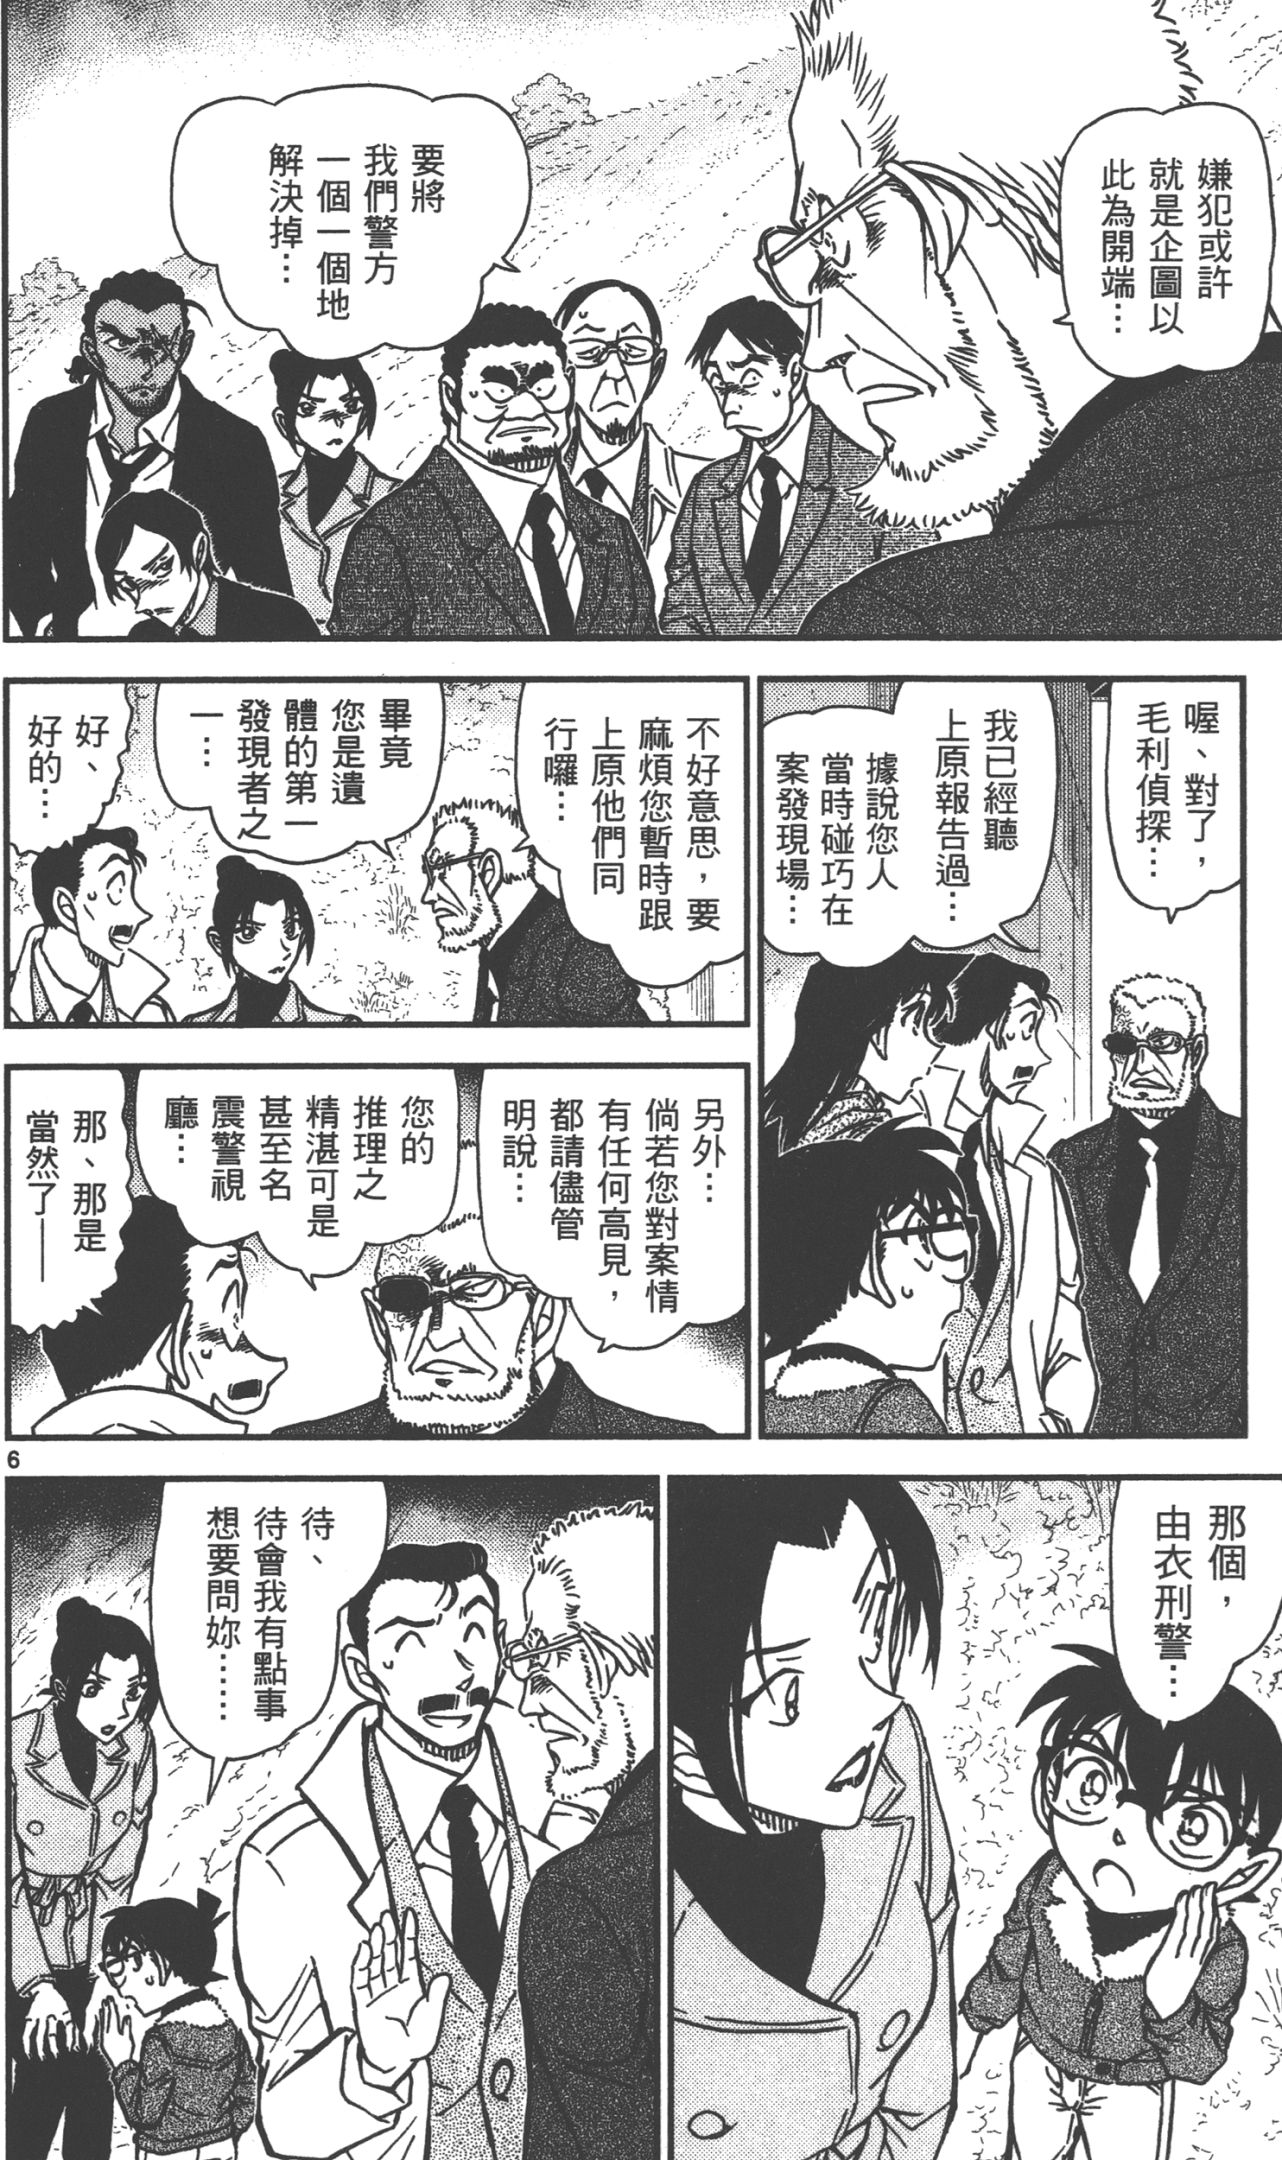 嫌犯或許
就是企圖以
此為開端…
要將
我們警方
一個一個地
解決掉…
喔、對了，
毛利偵探…
我已經聽
上原報告過…
據說您人
當時碰巧在
案發現場…
不好意思，要
麻煩您暫時跟
上原他們同
行囉…
畢竟
您是遺
體的第一
發現者之
一…
好、
好的…
另外…
倘若您對案情
有任何高見，
都請儘管
明說…
您的
推理之
精湛可是
甚至名
震警視
廳…
那、那是
當然了——
6
那個，
由衣刑警…
待、
待會我有點事
想要問妳……